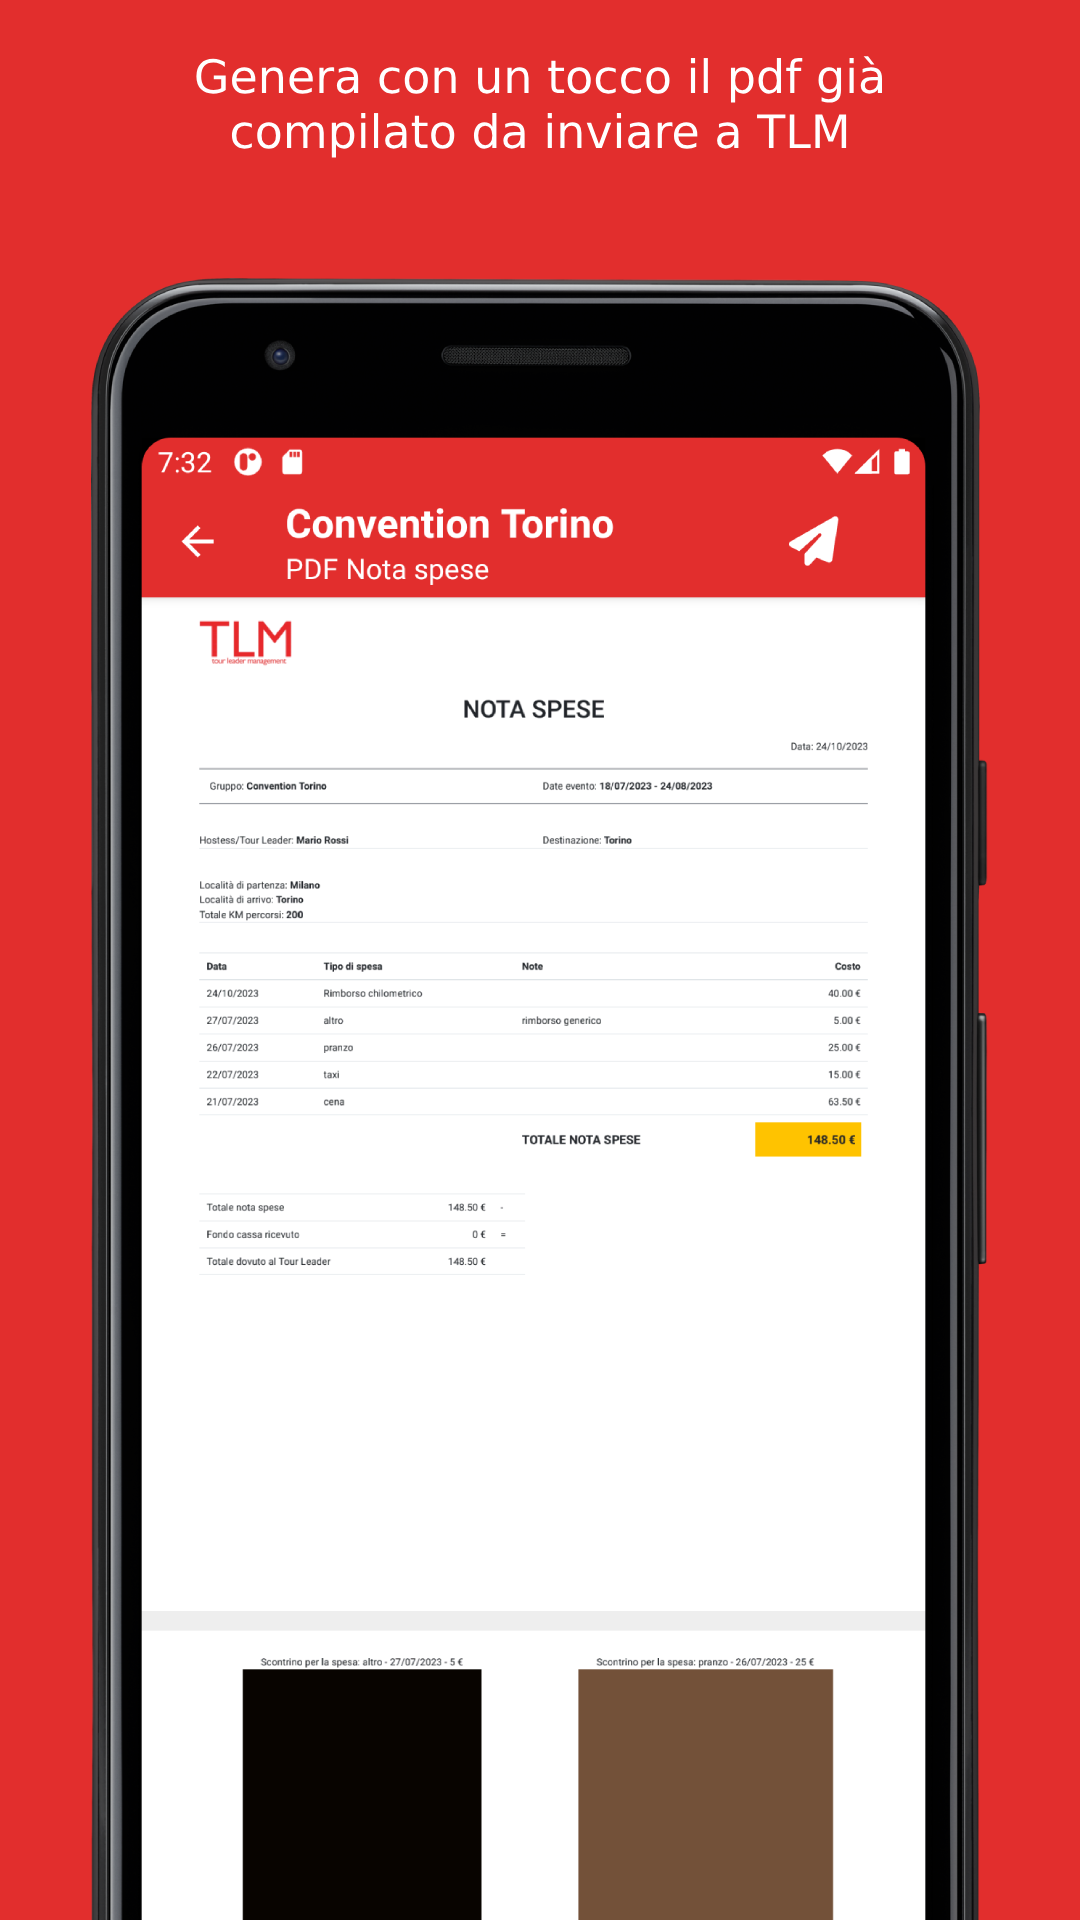 Genera con un tocco il pdf già
compilato da inviare a TLM
7:32
Convention Torino
PDF Nota spese
TLM
tour leader management
NOTA SPESE
Data: 24/10/2023
Gruppo: Convention Torino Date evento: 18/07/2023 - 24/08/2023
Hostess/Tour Leader: Mario Rossi Destinazione: Torino
Località di partenza: Milano
Località di arrivo: Torino
Totale KM percorsi: 200
Data Tipo di spesa Note Costo
24/10/2023 Rimborso chilometrico 40.00 €
27/07/2023 altro rimborso generico 5.00 €
26/07/2023 pranzo 25.00 €
22/07/2023 taxi 15.00 €
21/07/2023 cena 63.50 €
TOTALE NOTA SPESE 148.50 €
Totale nota spese 148.50 € -
Fondo cassa ricevuto 0 € =
Totale dovuto al Tour Leader 148.50 €
Scontrino per la spesa: altro - 27/07/2023 - 5 € Scontrino per la spesa: pranzo - 26/07/2023 - 25 €